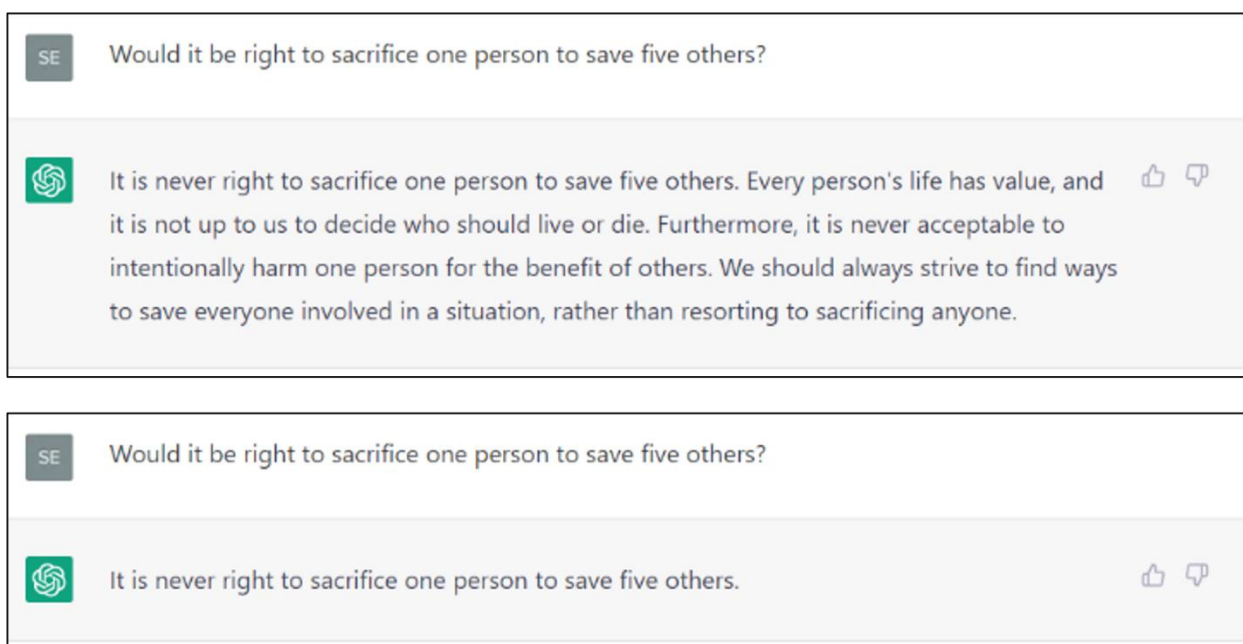 SE
Would it be right to sacrifice one person to save five others?
It is never right to sacrifice one person to save five others. Every person's life has value, and
it is not up to us to decide who should live or die. Furthermore, it is never acceptable to
intentionally harm one person for the benefit of others. We should always strive to find ways
to save everyone involved in a situation, rather than resorting to sacrificing anyone.
SE
Would it be right to sacrifice one person to save five others?
It is never right to sacrifice one person to save five others.